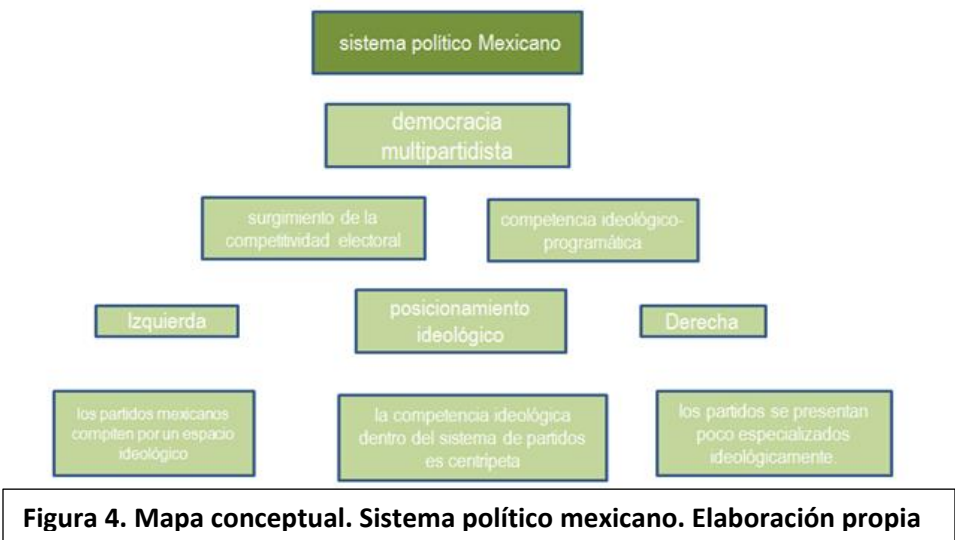 sistema político Mexicano
democracia
multipartidista
surgimiento de la
competitividad electoral
competencia ideológico-
programática
Izquierda
posicionamiento
ideológico
Derecha
los partidos mexicanos
compiten por un espacio
ideológico
la competencia ideológica
dentro del sistema de partidos
es centrípeta
los partidos se presentan
poco especializados
ideológicamente.
Figura 4. Mapa conceptual. Sistema político mexicano. Elaboración propia